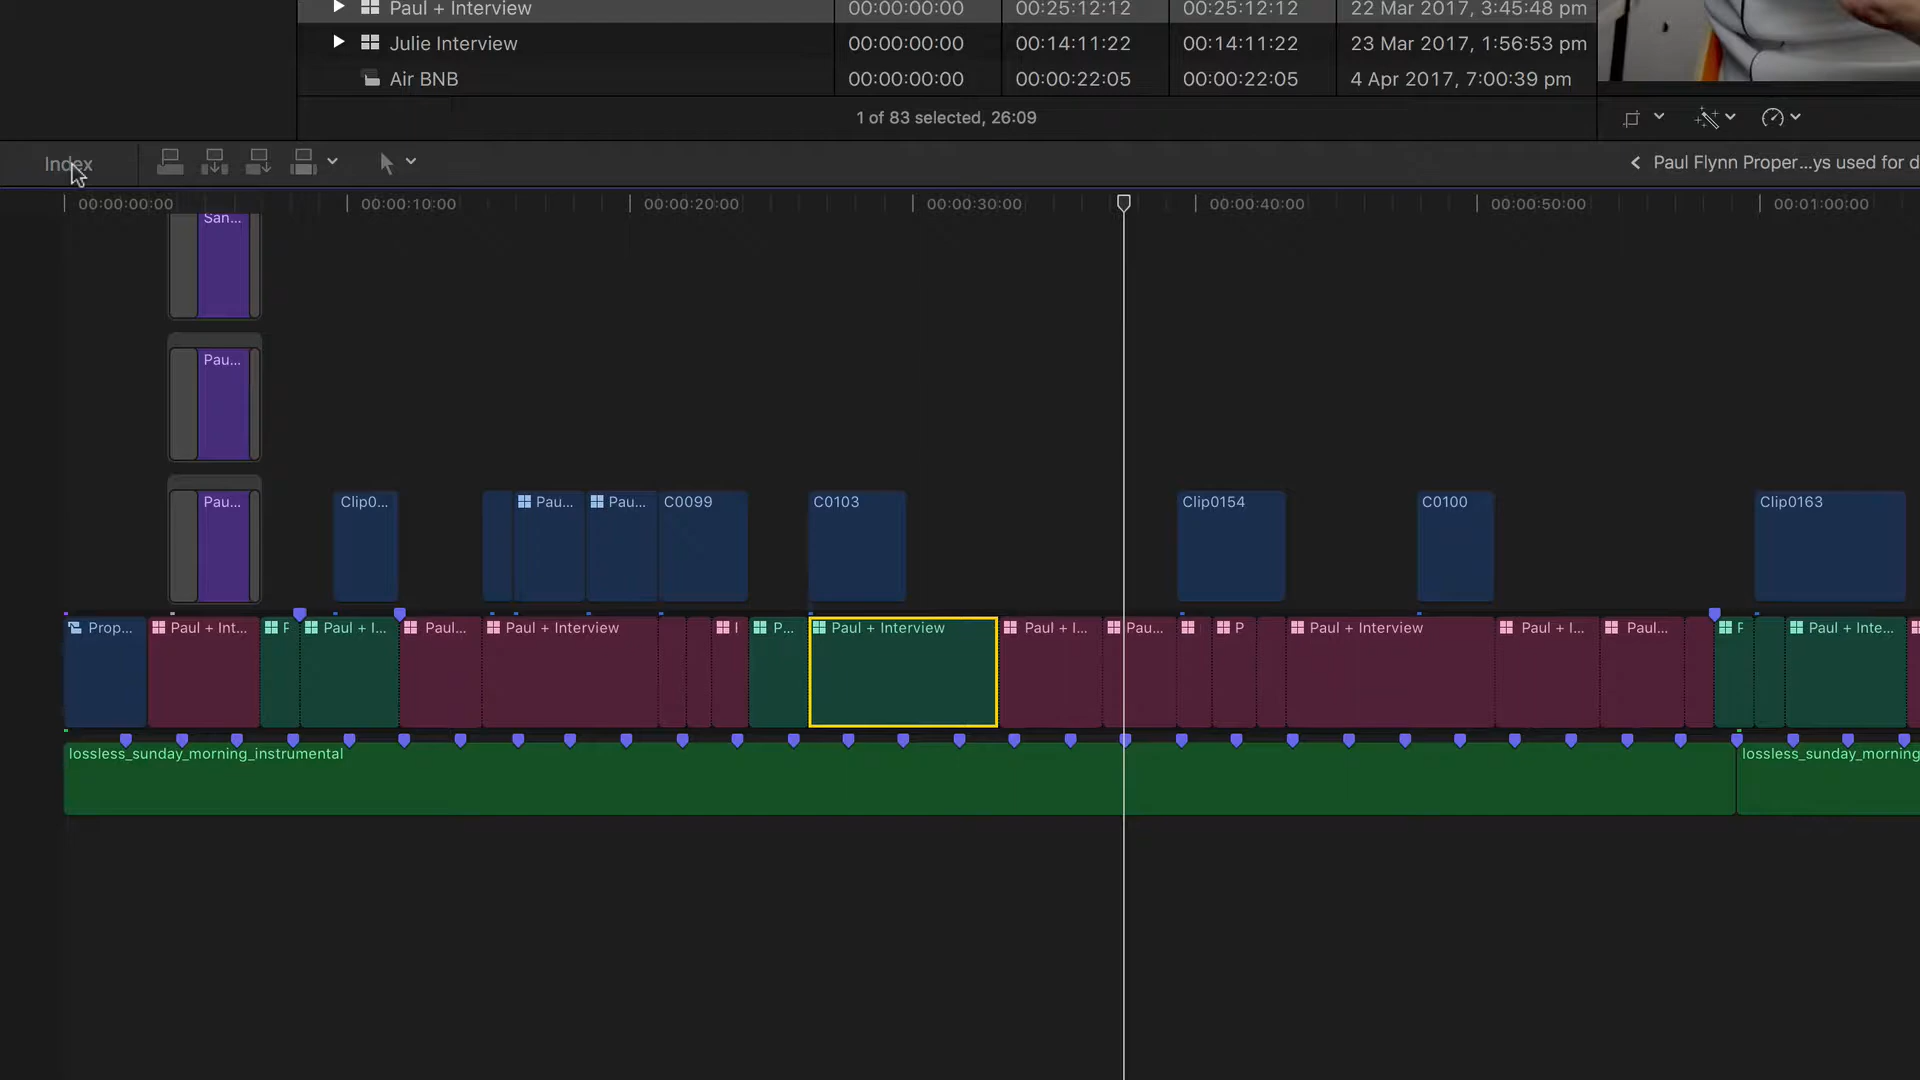 Paul + Interview 00:00:00:00 00:25:12:12 00:25:12:12 22 Mar 2017, 3:45:48 pm
Julie Interview 00:00:00:00 00:14:11:22 00:14:11:22 23 Mar 2017, 1:56:53 pm
Air BNB 00:00:00:00 00:00:22:05 00:00:22:05 4 Apr 2017, 7:00:39 pm
1 of 83 selected, 26:09
Index
Paul Flynn Proper...ys used for d
00:00:00:00 00:00:10:00 00:00:20:00 00:00:30:00 00:00:40:00 00:00:50:00 00:01:00:00
San...
Pau...
Pau... Clip0... Pau... Pau... C0099 C0103 Clip0154 C0100 Clip0163
Prop... Paul + Int... F Paul + I... Paul... Paul + Interview I P... Paul + Interview Paul + I... Pau... P Paul + Interview Paul + I... Paul... F Paul + Inte...
lossless_sunday_morning_instrumental lossless_sunday_morning